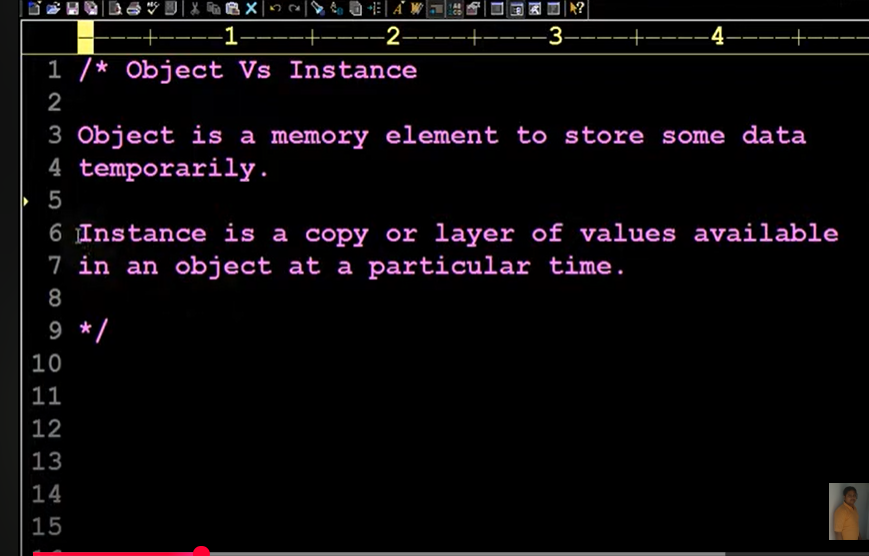 1 2 3 4
1 /* Object Vs Instance
2
3 Object is a memory element to store some data
4 temporarily.
5
6 Instance is a copy or layer of values available
7 in an object at a particular time.
8
9 */
10
11
12
13
14
15